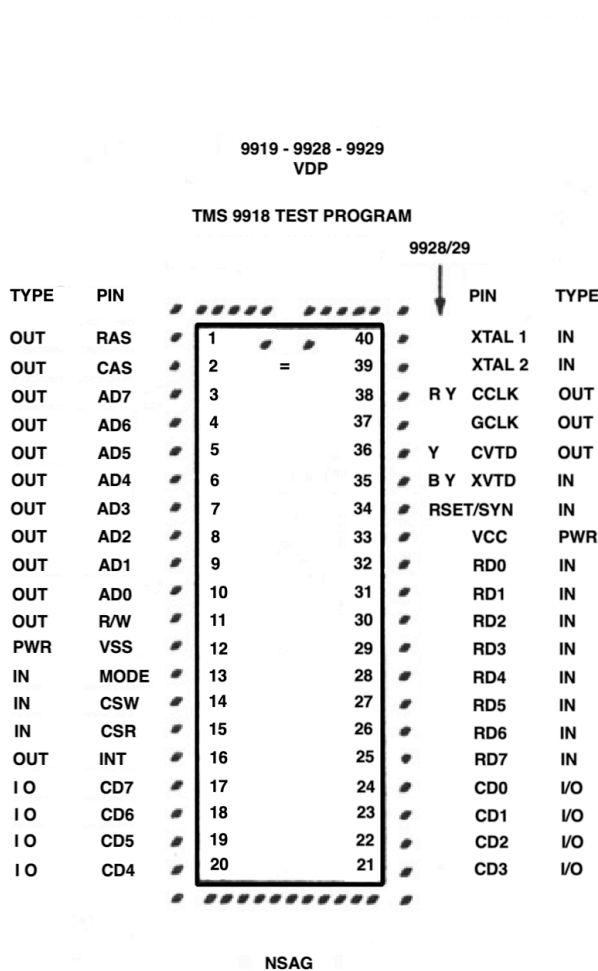 9919 - 9928 - 9929
VDP
TMS 9918 TEST PROGRAM
9928/29
TYPE PIN PIN TYPE
OUT RAS 1 40 XTAL 1 IN
OUT CAS 2 = 39 XTAL 2 IN
OUT AD7 3 38 R Y CCLK OUT
OUT AD6 4 37 GCLK OUT
OUT AD5 5 36 Y CVTD OUT
OUT AD4 6 35 B Y XVTD IN
OUT AD3 7 34 RSET/SYN IN
OUT AD2 8 33 VCC PWR
OUT AD1 9 32 RD0 IN
OUT AD0 10 31 RD1 IN
OUT R/W 11 30 RD2 IN
PWR VSS 12 29 RD3 IN
IN MODE 13 28 RD4 IN
IN CSW 14 27 RD5 IN
IN CSR 15 26 RD6 IN
OUT INT 16 25 RD7 IN
I O CD7 17 24 CD0 I/O
I O CD6 18 23 CD1 I/O
I O CD5 19 22 CD2 I/O
I O CD4 20 21 CD3 I/O
NSAG